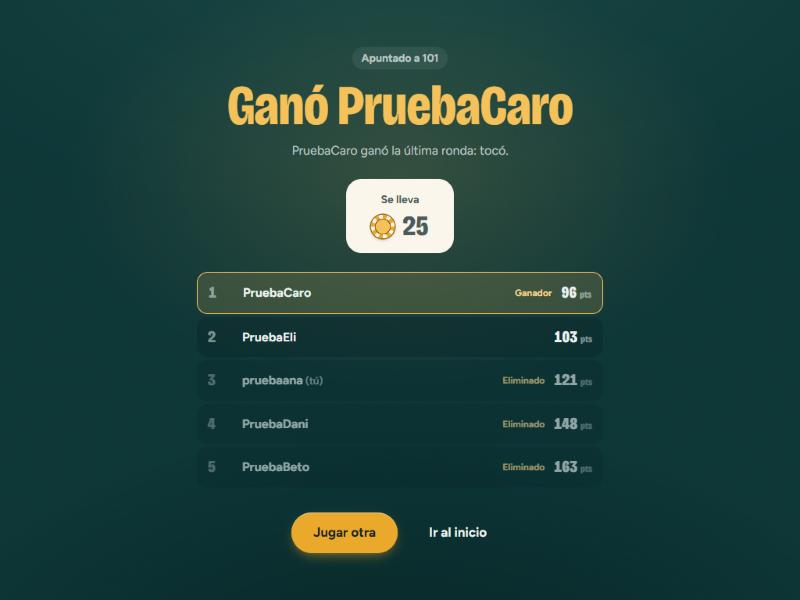 Apuntado a 101
Ganó PruebaCaro
PruebaCaro ganó la última ronda: tocó.
Se lleva
25
1 PruebaCaro Ganador 96 pts
2 PruebaEli 103 pts
3 pruebaana (tú) Eliminado 121 pts
4 PruebaDani Eliminado 148 pts
5 PruebaBeto Eliminado 163 pts
Jugar otra Ir al inicio